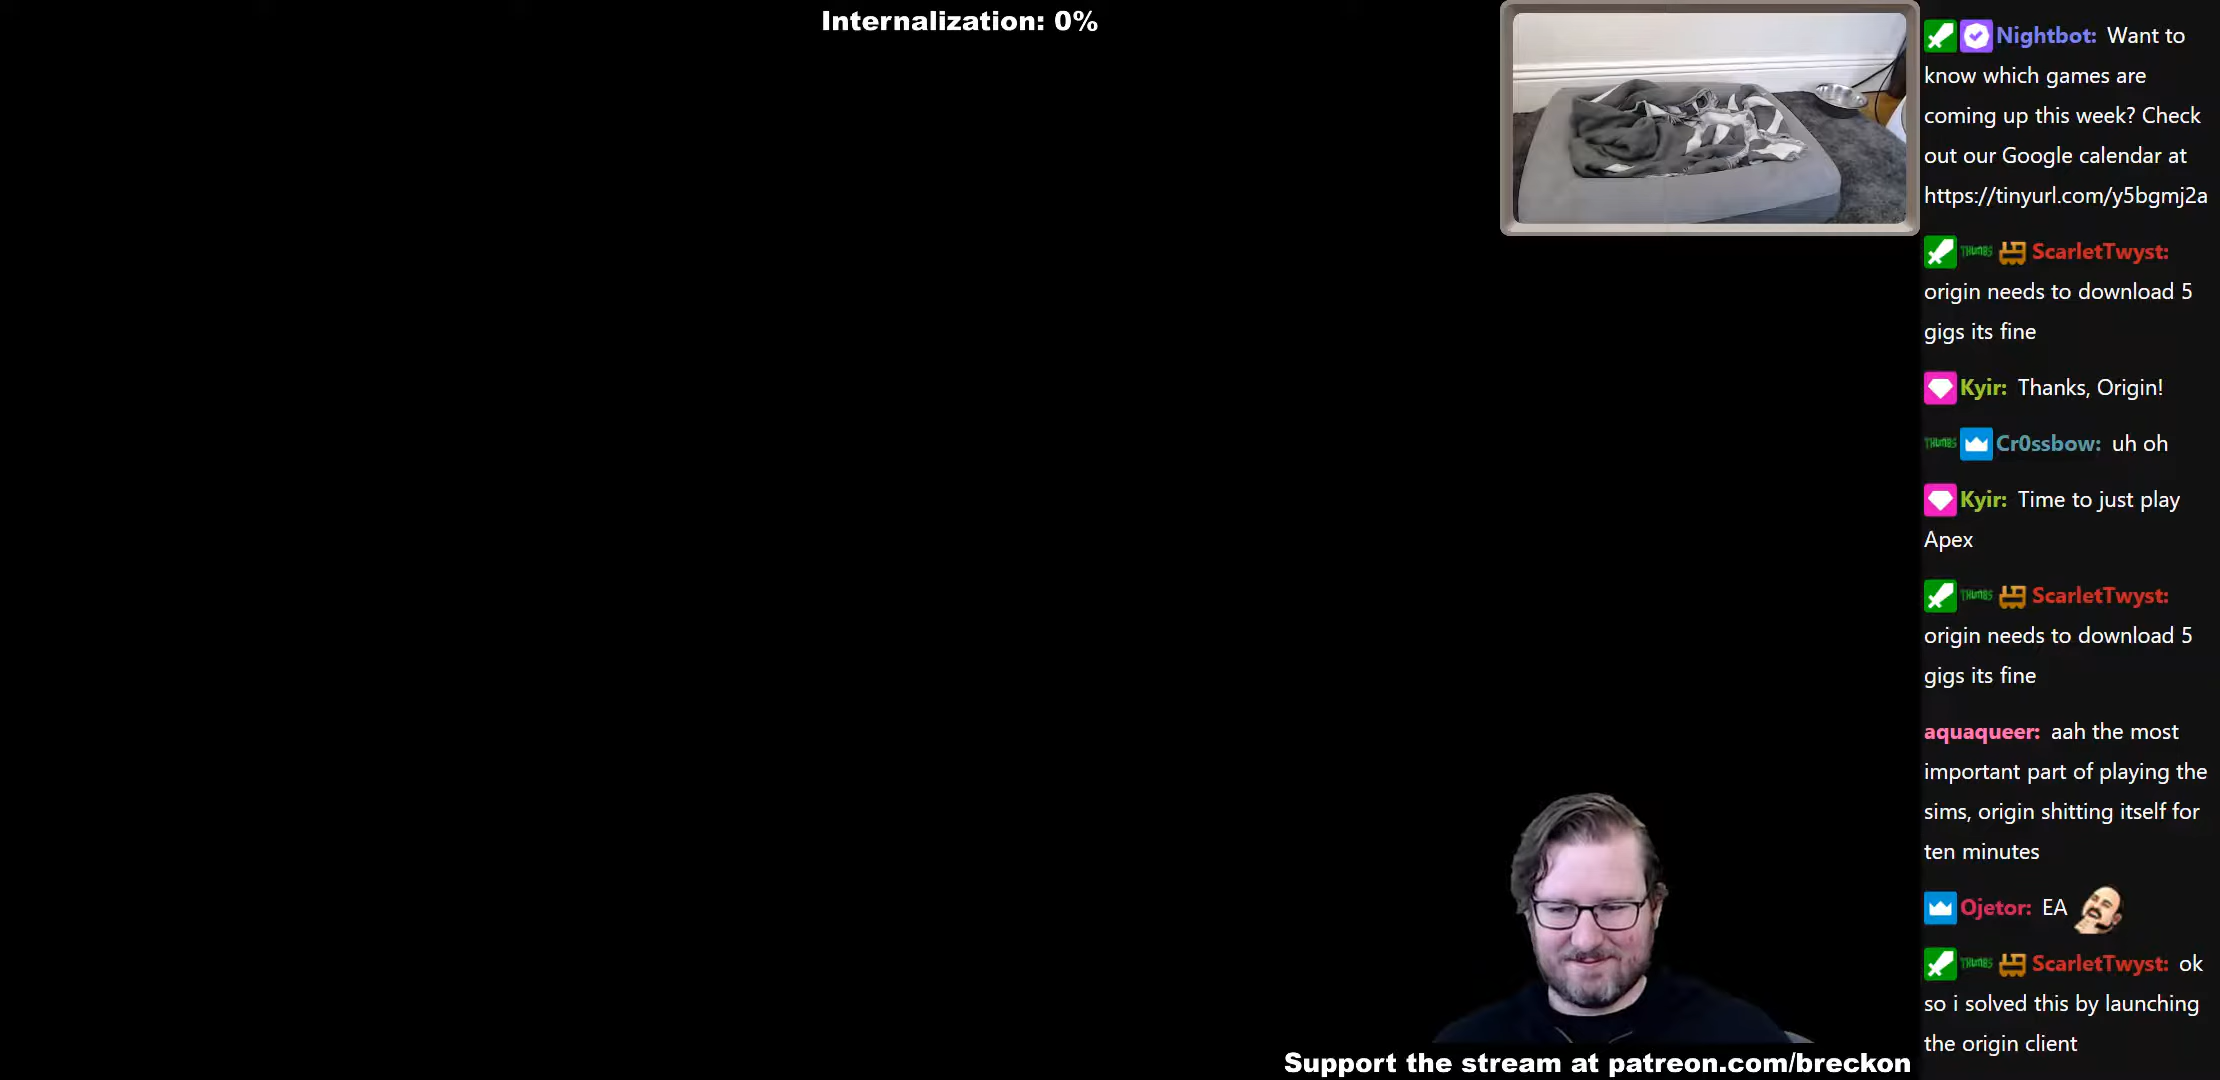 Internalization: 0%
Nightbot: Want to
know which games are
coming up this week? Check
out our Google calendar at
https://tinyurl.com/y5bgmj2a
THUMBS ScarletTwyst:
origin needs to download 5
gigs its fine
Kyir: Thanks, Origin!
THUMBS Cr0ssbow: uh oh
Kyir: Time to just play
Apex
THUMBS ScarletTwyst:
origin needs to download 5
gigs its fine
aquaqueer: aah the most
important part of playing the
sims, origin shitting itself for
ten minutes
Ojetor: EA
THUMBS ScarletTwyst: ok
so i solved this by launching
the origin client
Support the stream at patreon.com/breckon